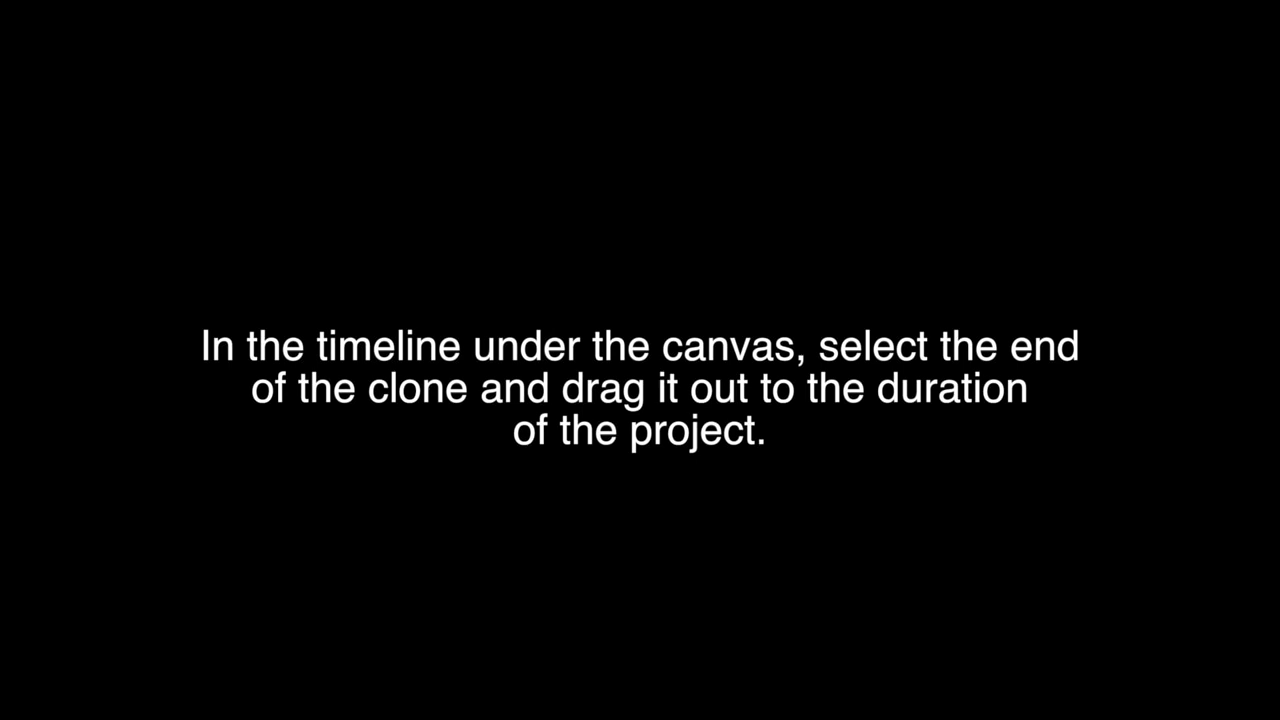 In the timeline under the canvas, select the end
of the clone and drag it out to the duration
of the project.